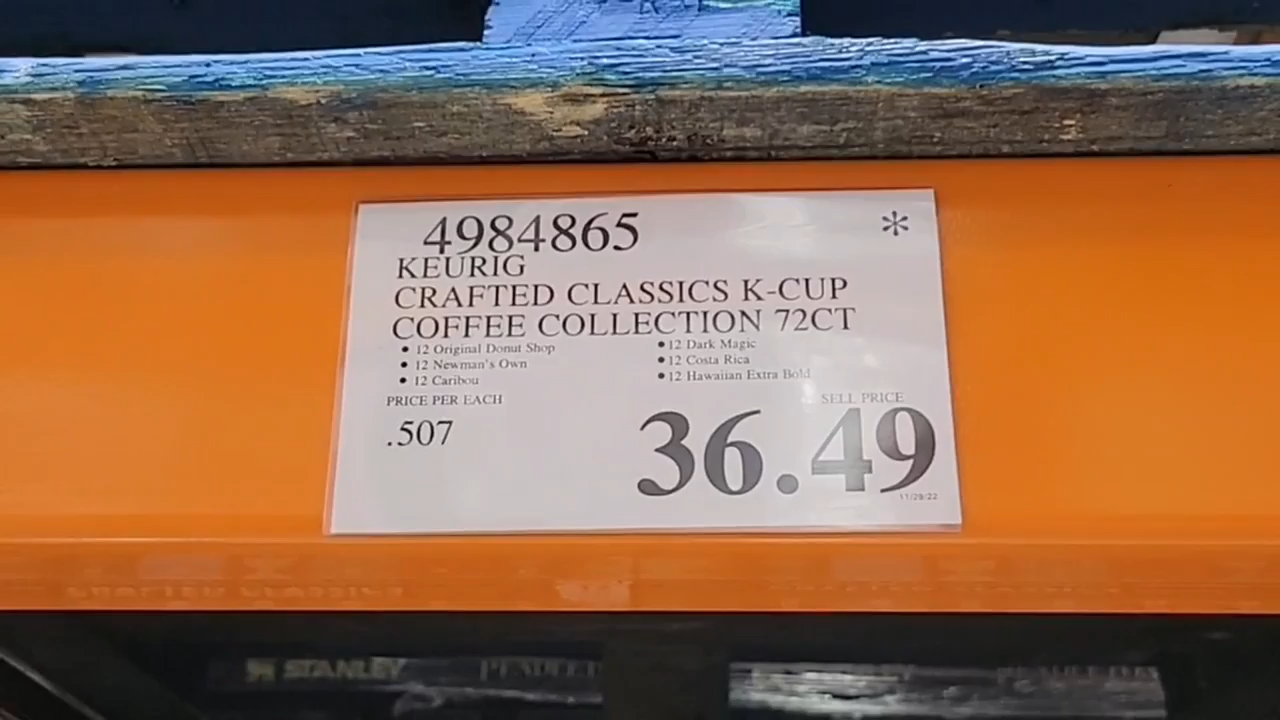 4984865 *
KEURIG
CRAFTED CLASSICS K-CUP
COFFEE COLLECTION 72CT
• 12 Original Donut Shop
• 12 Newman's Own
• 12 Caribou
• 12 Dark Magic
• 12 Costa Rica
• 12 Hawaiian Extra Bold
PRICE PER EACH
.507
SELL PRICE
36.49
11/28/22
STANLEY